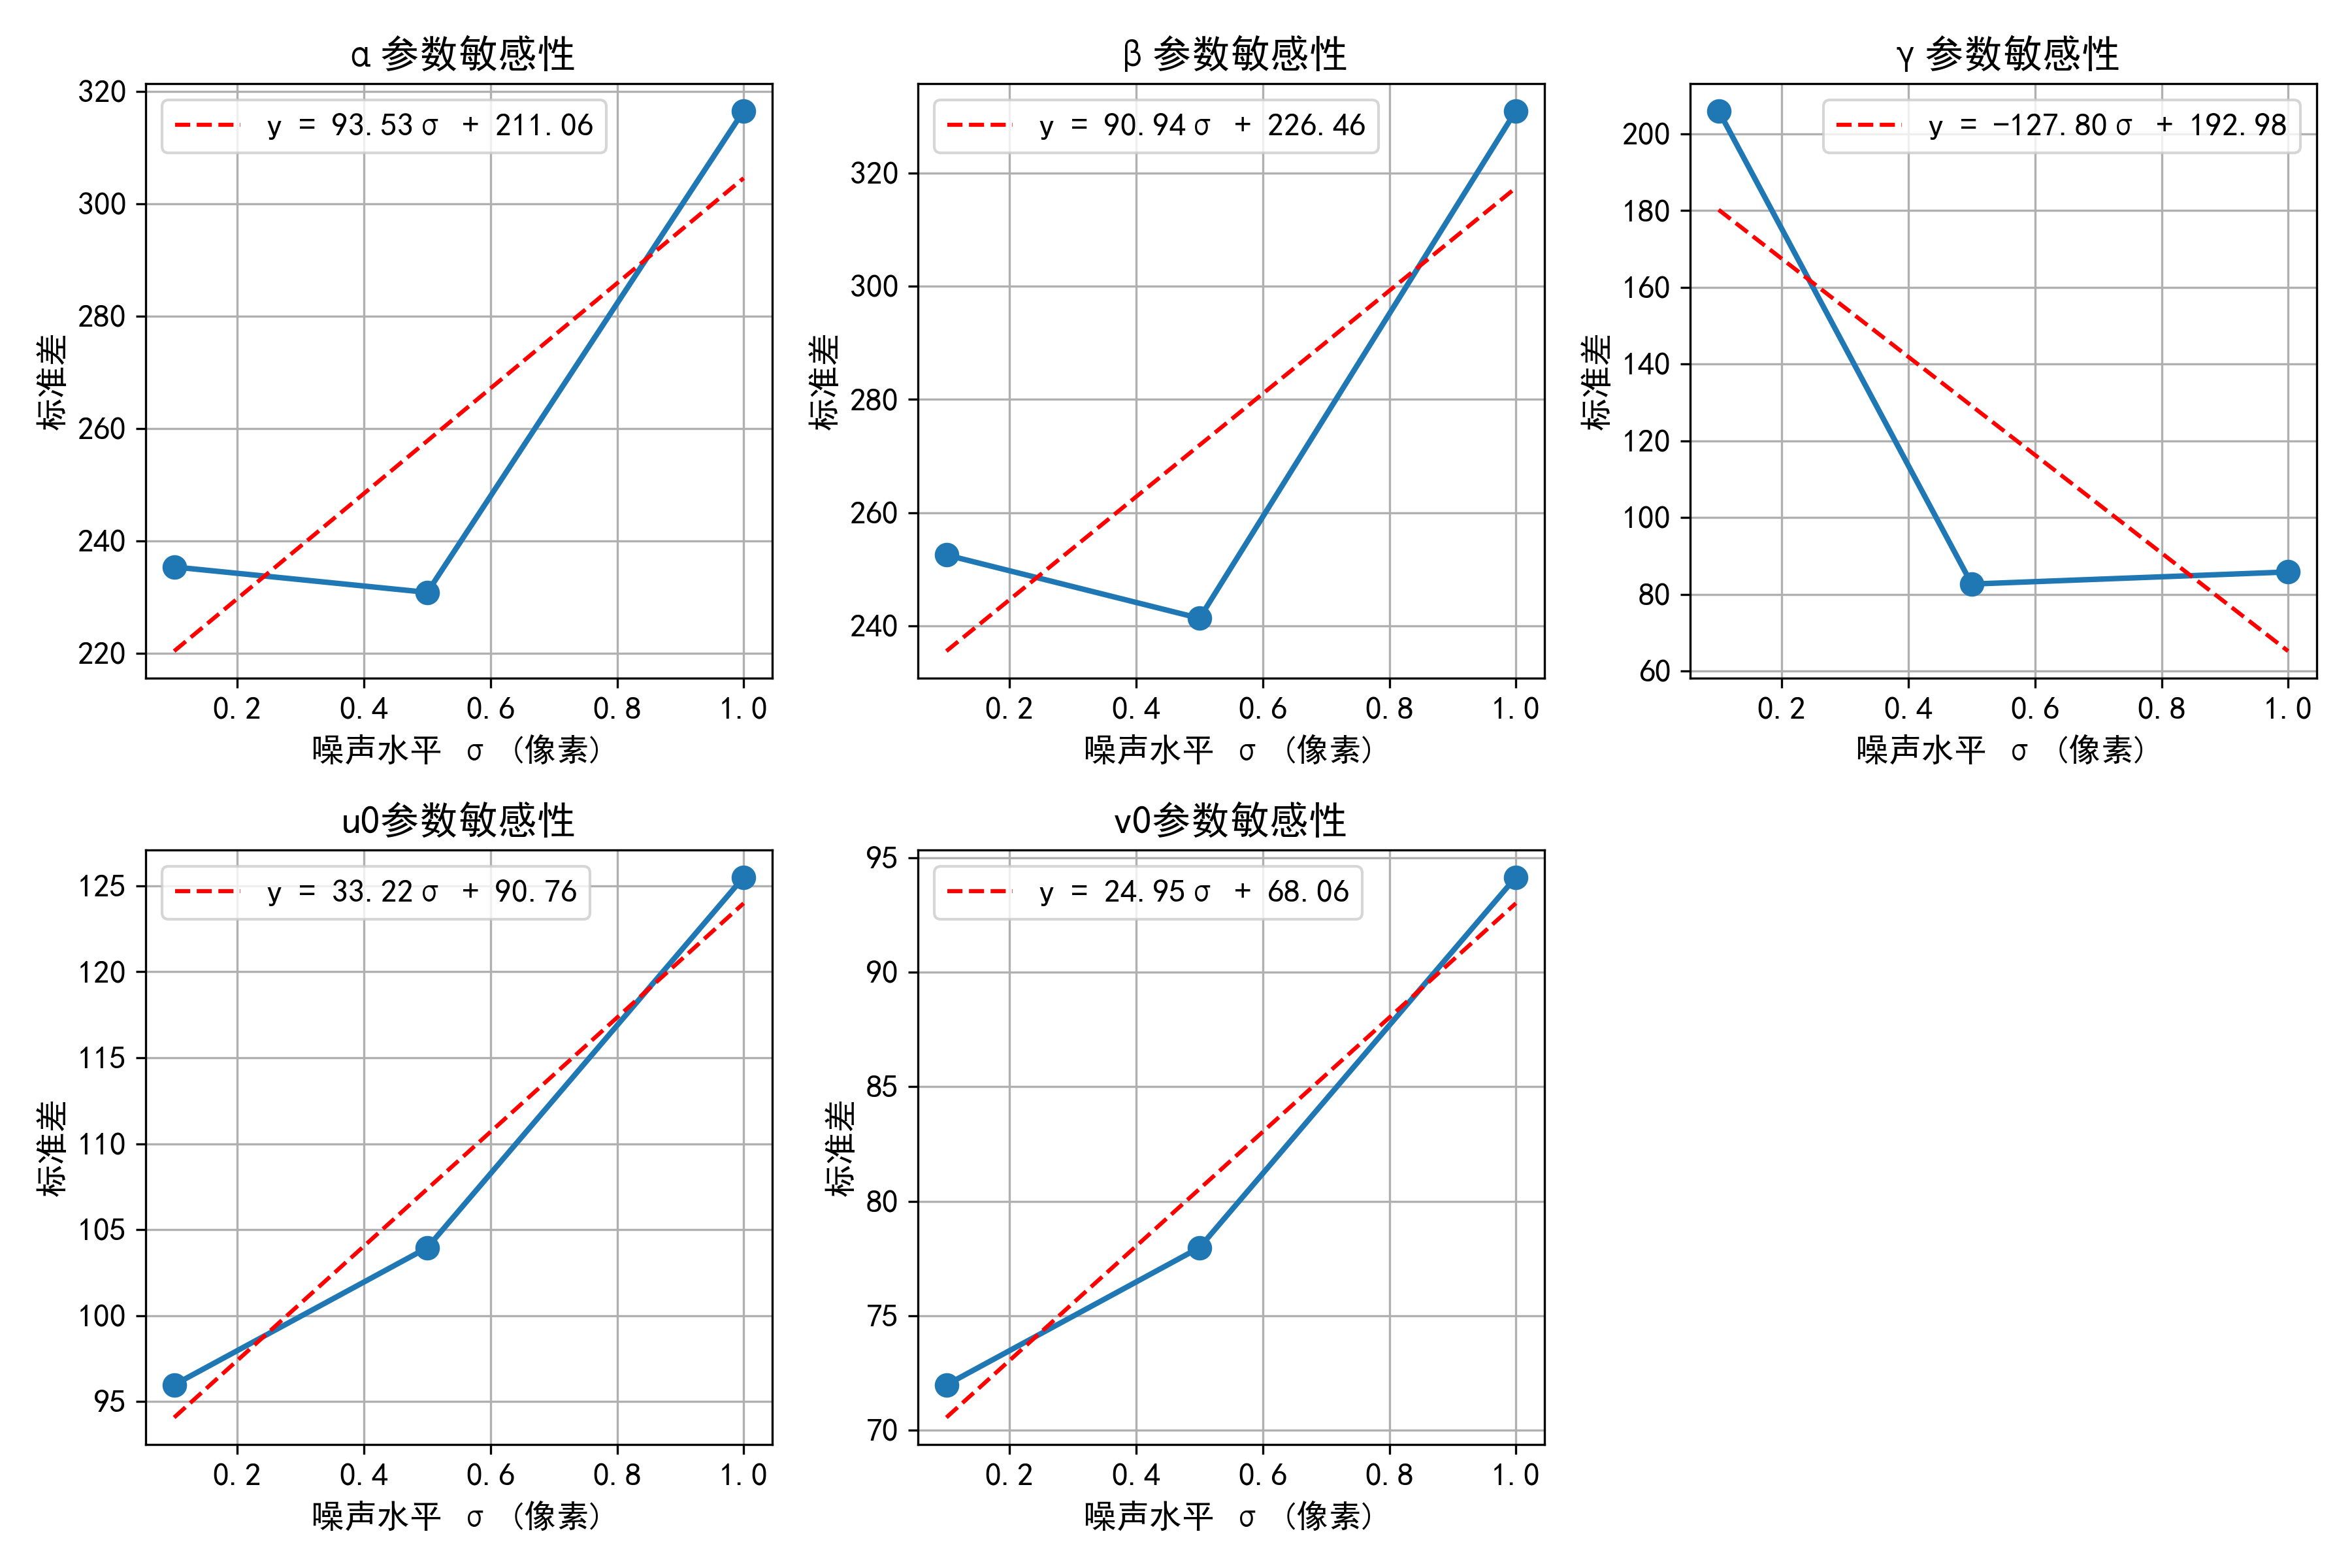 α 参数敏感性
y = 93.53σ + 211.06
320
300
280
260
240
220
标准差
0.2 0.4 0.6 0.8 1.0
噪声水平 σ (像素)
β 参数敏感性
y = 90.94σ + 226.46
320
300
280
260
240
标准差
0.2 0.4 0.6 0.8 1.0
噪声水平 σ (像素)
γ 参数敏感性
y = −127.80σ + 192.98
200
180
160
140
120
100
80
60
标准差
0.2 0.4 0.6 0.8 1.0
噪声水平 σ (像素)
u0参数敏感性
y = 33.22σ + 90.76
125
120
115
110
105
100
95
标准差
0.2 0.4 0.6 0.8 1.0
噪声水平 σ (像素)
v0参数敏感性
y = 24.95σ + 68.06
95
90
85
80
75
70
标准差
0.2 0.4 0.6 0.8 1.0
噪声水平 σ (像素)